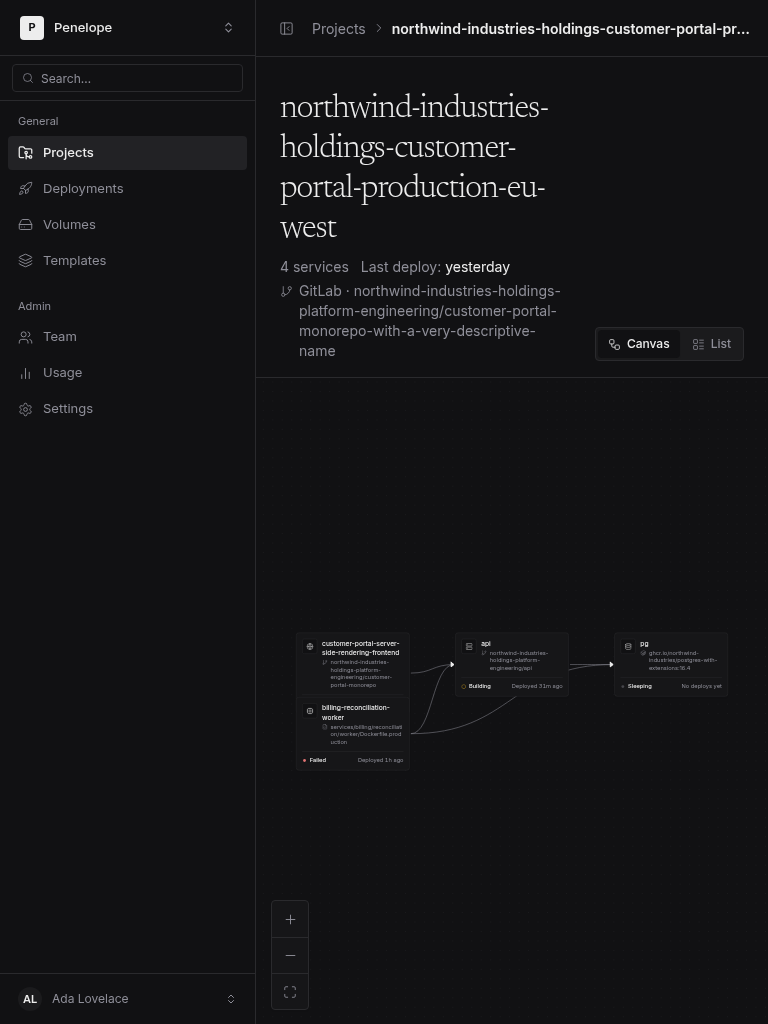 P Penelope
Search...
General
Projects
Deployments
Volumes
Templates
Admin
Team
Usage
Settings
AL Ada Lovelace
Projects northwind-industries-holdings-customer-portal-pr...
northwind-industries-
holdings-customer-
portal-production-eu-
west
4 services Last deploy: yesterday
GitLab · northwind-industries-holdings-
platform-engineering/customer-portal-
monorepo-with-a-very-descriptive-
name
Canvas List
customer-portal-server-
side-rendering-frontend
northwind-industries-
holdings-platform-
engineering/customer-
portal-monorepo
billing-reconciliation-
worker
services/billing/reconciliati
on/worker/Dockerfile.prod
uction
Failed Deployed 1h ago
api
northwind-industries-
holdings-platform-
engineering/api
Building Deployed 31m ago
pg
ghcr.io/northwind-
industries/postgres-with-
extensions:16.4
Sleeping No deploys yet